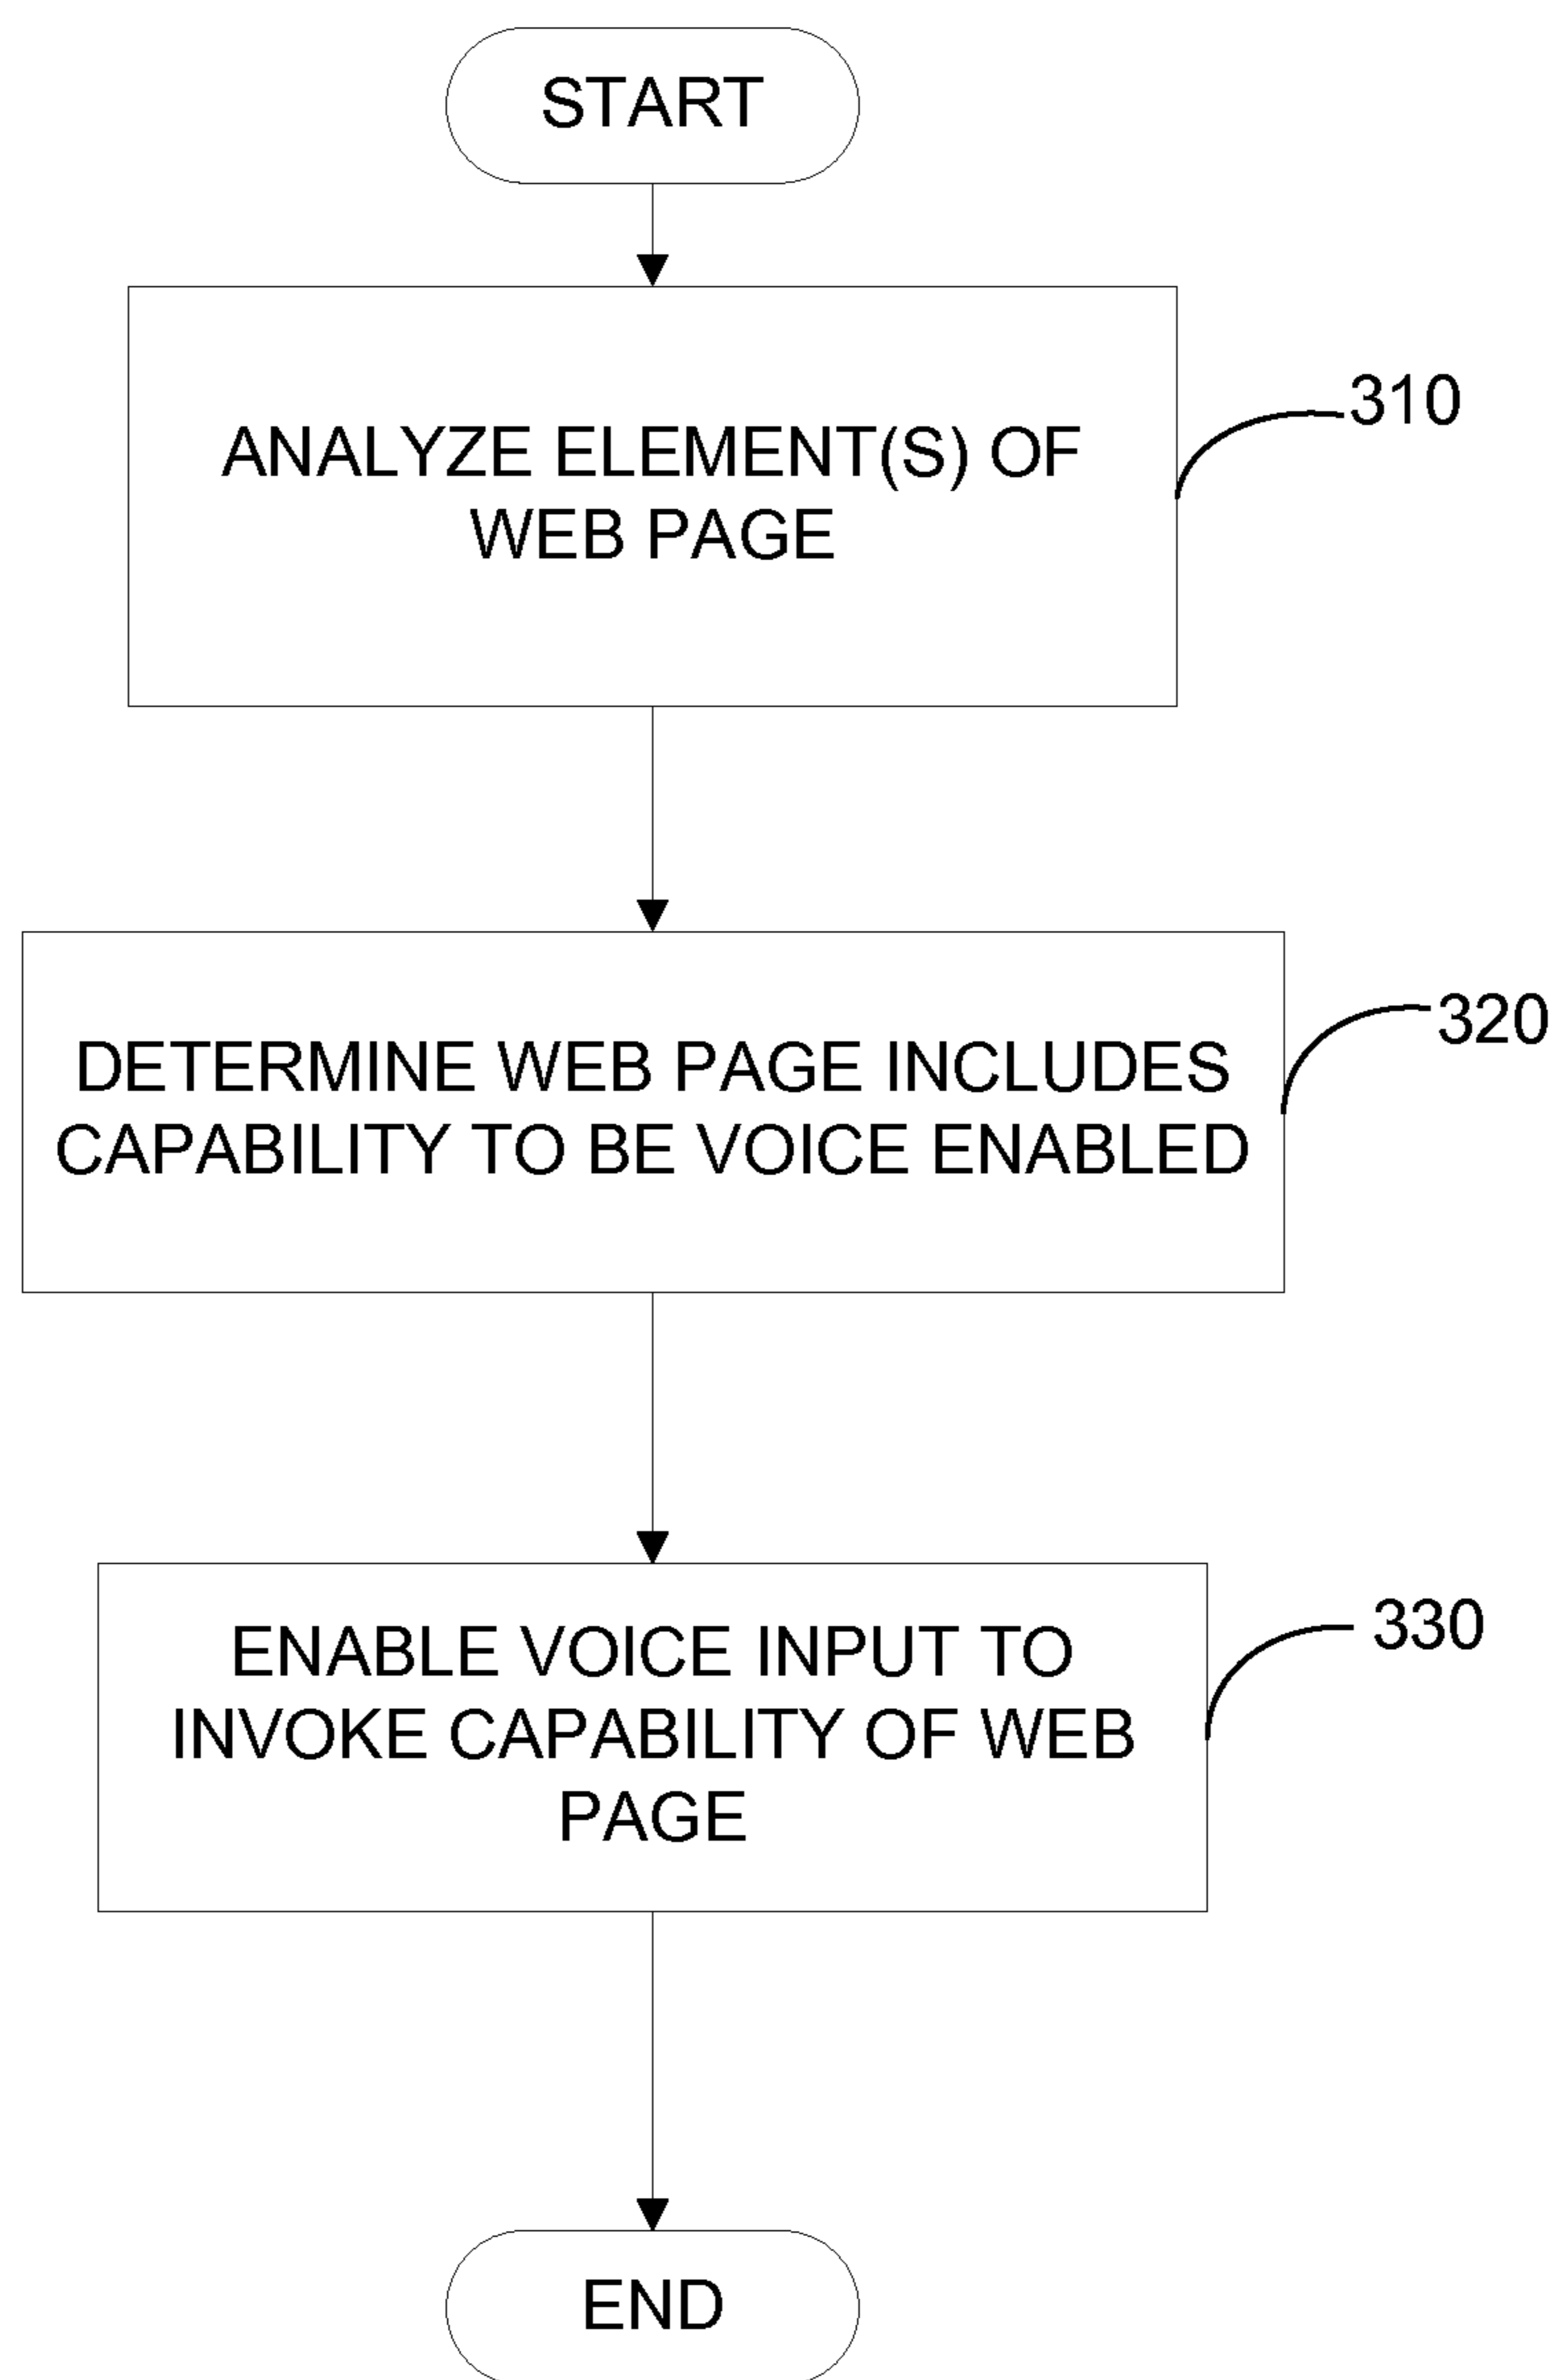 START
ANALYZE ELEMENT(S) OF
WEB PAGE
310
DETERMINE WEB PAGE INCLUDES
CAPABILITY TO BE VOICE ENABLED
320
ENABLE VOICE INPUT TO
INVOKE CAPABILITY OF WEB
PAGE
330
END